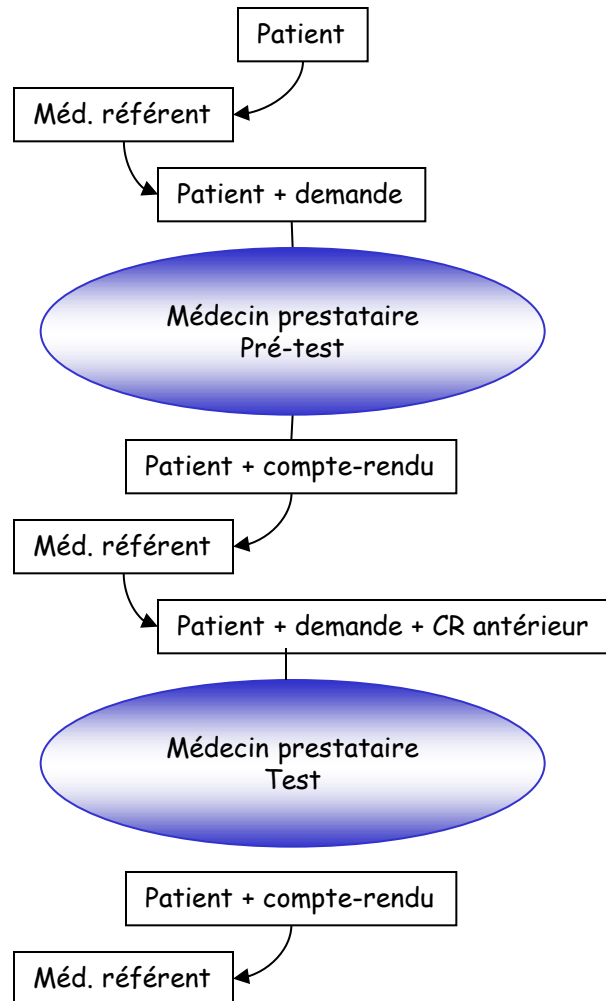 Patient
Méd. référent
Patient + demande
Médecin prestataire
Pré-test
Patient + compte-rendu
Méd. référent
Patient + demande + CR antérieur
Médecin prestataire
Test
Patient + compte-rendu
Méd. référent